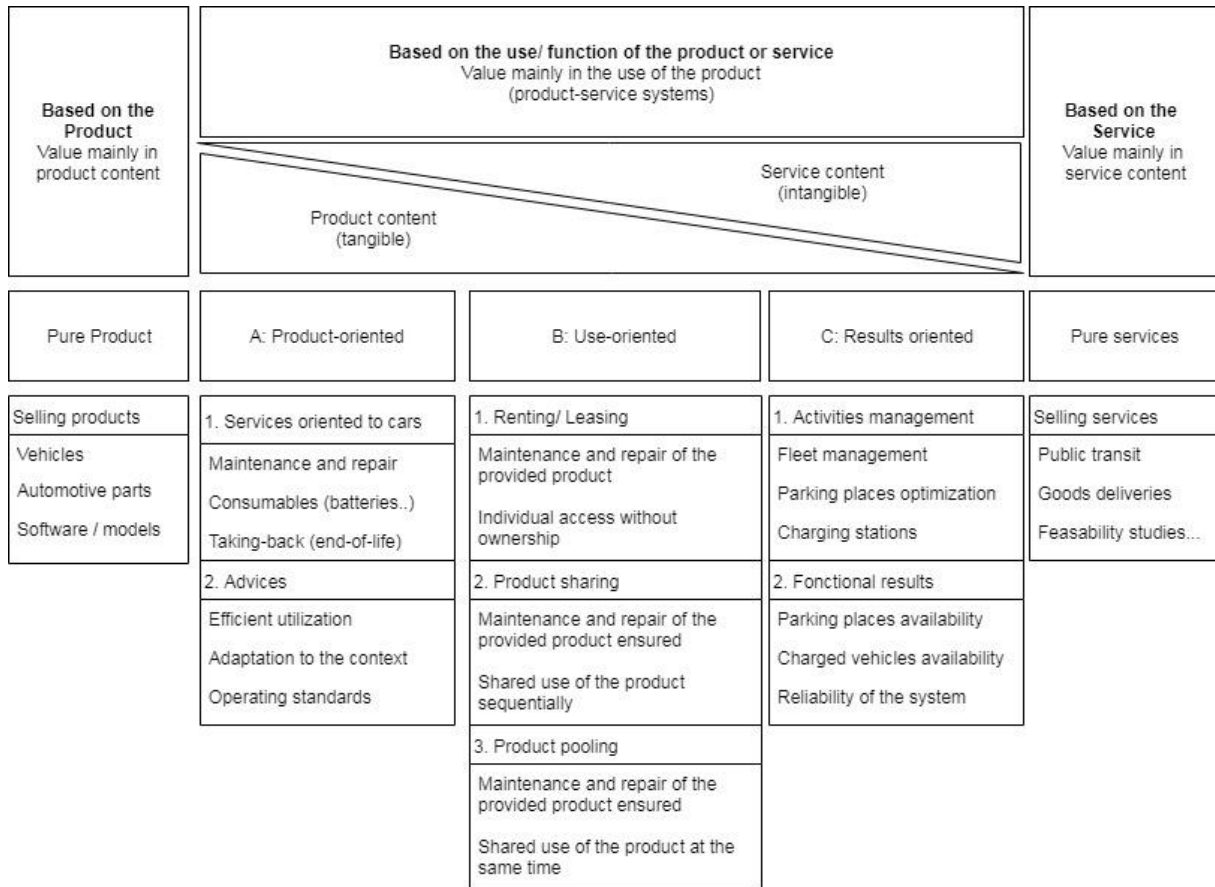 Based on the
Product
Value mainly in
product content
Based on the use/ function of the product or service
Value mainly in the use of the product
(product-service systems)
Service content
(intangible)
Product content
(tangible)
Based on the
Service
Value mainly in
service content
Pure Product
A: Product-oriented
B: Use-oriented
C: Results oriented
Pure services
Selling products
Vehicles
Automotive parts
Software / models
1. Services oriented to cars
Maintenance and repair
Consumables (batteries..)
Taking-back (end-of-life)
2. Advices
Efficient utilization
Adaptation to the context
Operating standards
1. Renting/ Leasing
Maintenance and repair of the
provided product
Individual access without
ownership
2. Product sharing
Maintenance and repair of the
provided product ensured
Shared use of the product
sequentially
3. Product pooling
Maintenance and repair of the
provided product ensured
Shared use of the product at the
same time
1. Activities management
Fleet management
Parking places optimization
Charging stations
2. Fonctional results
Parking places availability
Charged vehicles availability
Reliability of the system
Selling services
Public transit
Goods deliveries
Feasability studies...